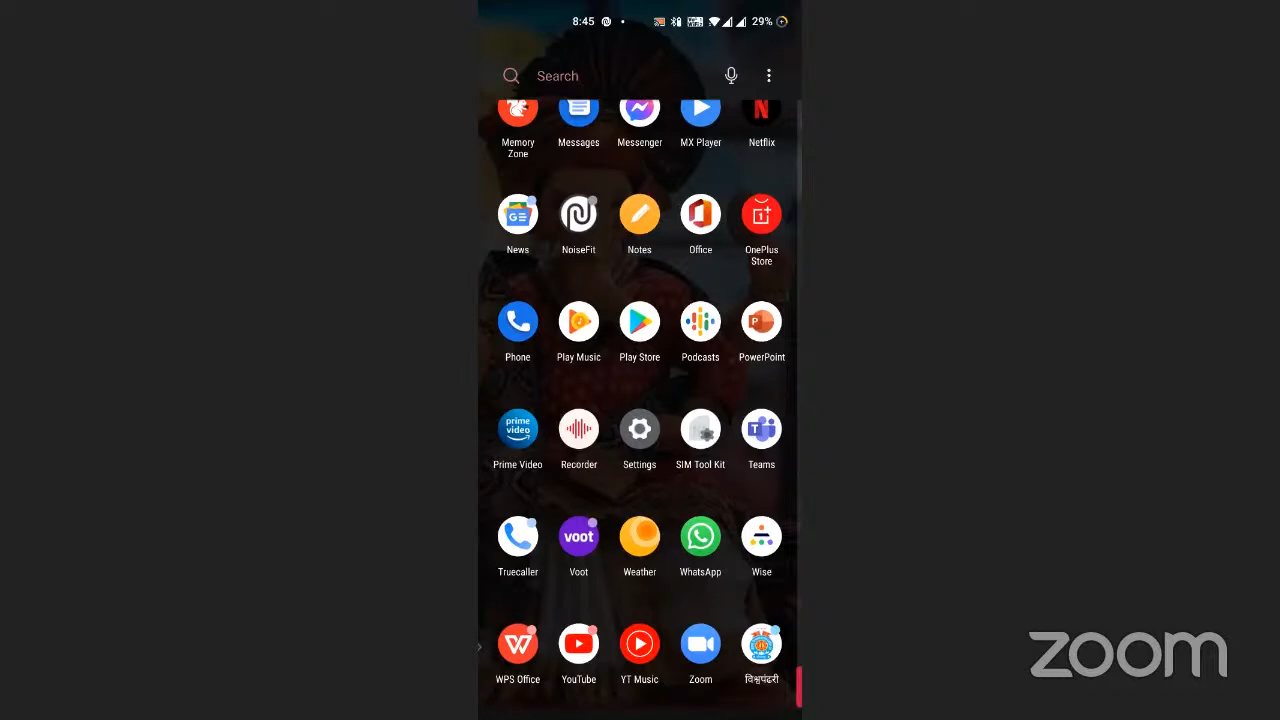 8:45 29%
Search
Memory Zone Messages Messenger MX Player Netflix
GE
News NoiseFit Notes Office OnePlus Store
Phone Play Music Play Store Podcasts PowerPoint
prime video
Prime Video Recorder Settings SIM Tool Kit Teams
voot
Truecaller Voot Weather WhatsApp Wise
WPS Office YouTube YT Music Zoom विश्वपंढरी
zoom